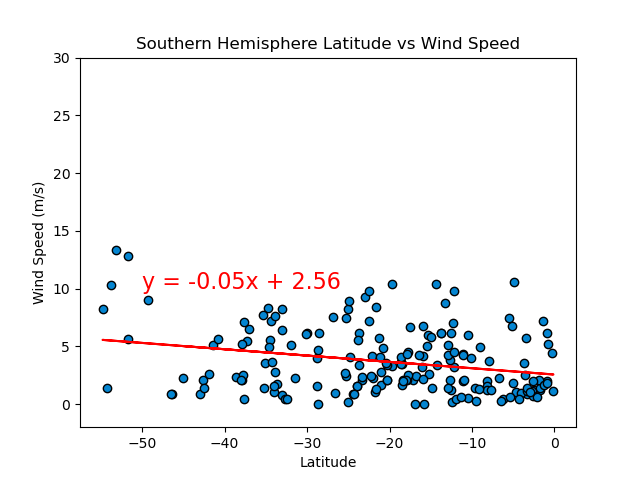 Southern Hemisphere Latitude vs Wind Speed
30
25
20
15
10
5
0
Wind Speed (m/s)
y = -0.05x + 2.56
−50 −40 −30 −20 −10 0
Latitude